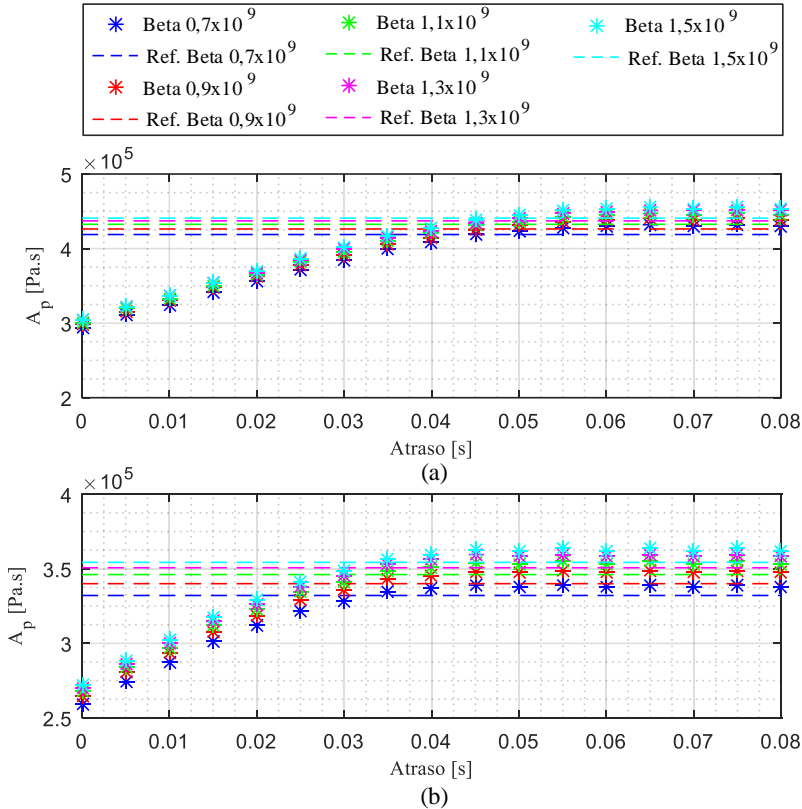 Beta 0,7x10^9
Ref. Beta 0,7x10^9
Beta 0,9x10^9
Ref. Beta 0,9x10^9
Beta 1,1x10^9
Ref. Beta 1,1x10^9
Beta 1,3x10^9
Ref. Beta 1,3x10^9
Beta 1,5x10^9
Ref. Beta 1,5x10^9
× 10^5
5
4
3
2
A_p [Pa.s]
0 0.01 0.02 0.03 0.04 0.05 0.06 0.07 0.08
Atraso [s]
(a)
× 10^5
4
3.5
3
2.5
A_p [Pa.s]
0 0.01 0.02 0.03 0.04 0.05 0.06 0.07 0.08
Atraso [s]
(b)